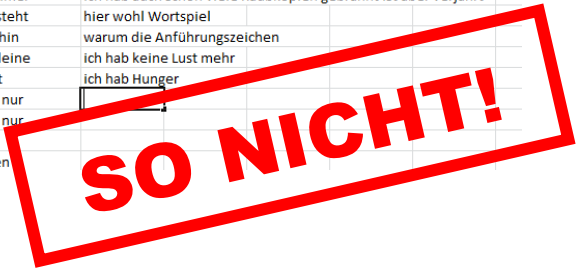 steht hier wohl Wortspiel
hin warum die Anführungszeichen
leine ich hab keine Lust mehr
t ich hab Hunger
nur
nur
en
SO NICHT!